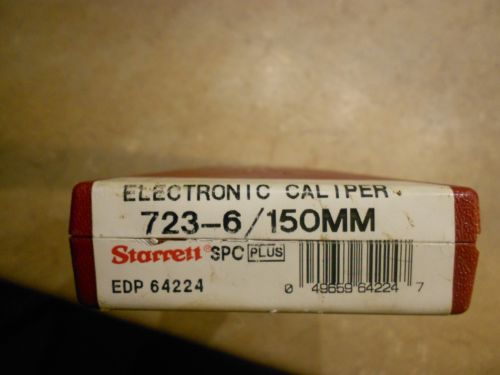 ELECTRONIC CALIPER
723-6/150MM
Starrett® SPC PLUS
EDP 64224
0 49659 64224 7